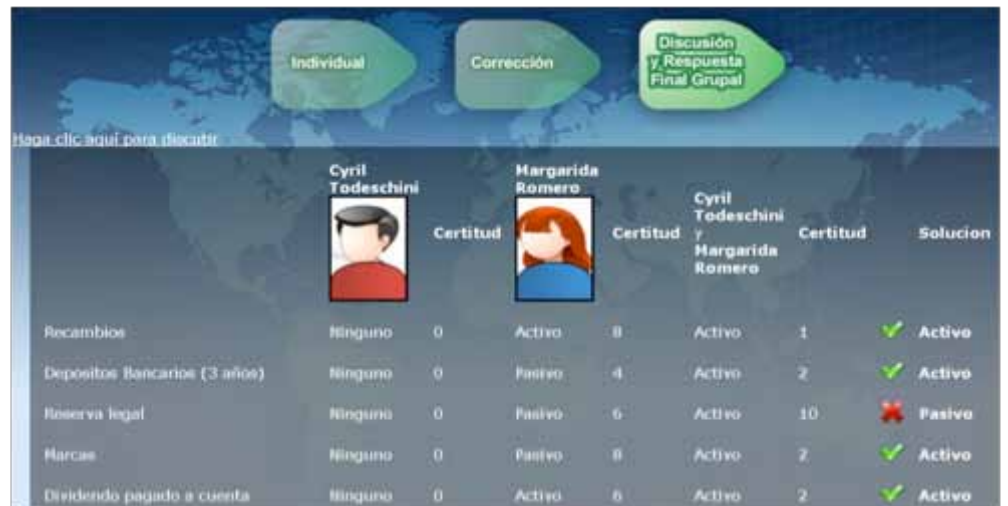 Individual
Corrección
Discusión
y Respuesta
Final Grupal
Haga clic aquí para discutir
Cyril
Todeschini
Certitud
Margarida
Romero
Certitud
Cyril
Todeschini
y
Margarida
Romero
Certitud
Solucion
Recambios Ninguno 0 Activo 8 Activo 1 Activo
Depositos Bancarios (3 años) Ninguno 0 Pasivo 4 Activo 2 Activo
Reserva legal Ninguno 0 Pasivo 6 Activo 10 Pasivo
Marcas Ninguno 0 Pasivo 8 Activo 2 Activo
Dividendo pagado a cuenta Ninguno 0 Activo 6 Activo 2 Activo